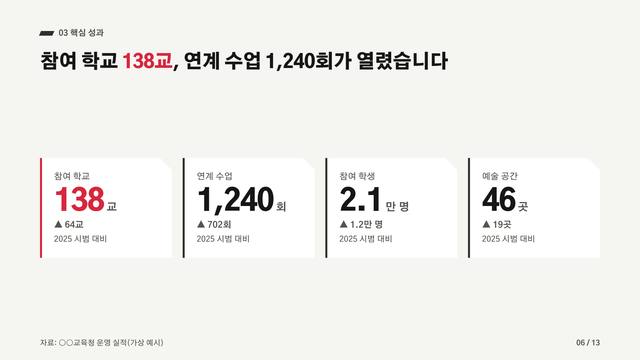 03 핵심 성과
참여 학교 138교, 연계 수업 1,240회가 열렸습니다
참여 학교
138교
▲ 64교
2025 시범 대비
연계 수업
1,240회
▲ 702회
2025 시범 대비
참여 학생
2.1만 명
▲ 1.2만 명
2025 시범 대비
예술 공간
46곳
▲ 19곳
2025 시범 대비
자료: 〇〇교육청 운영 실적(가상 예시)
06 / 13